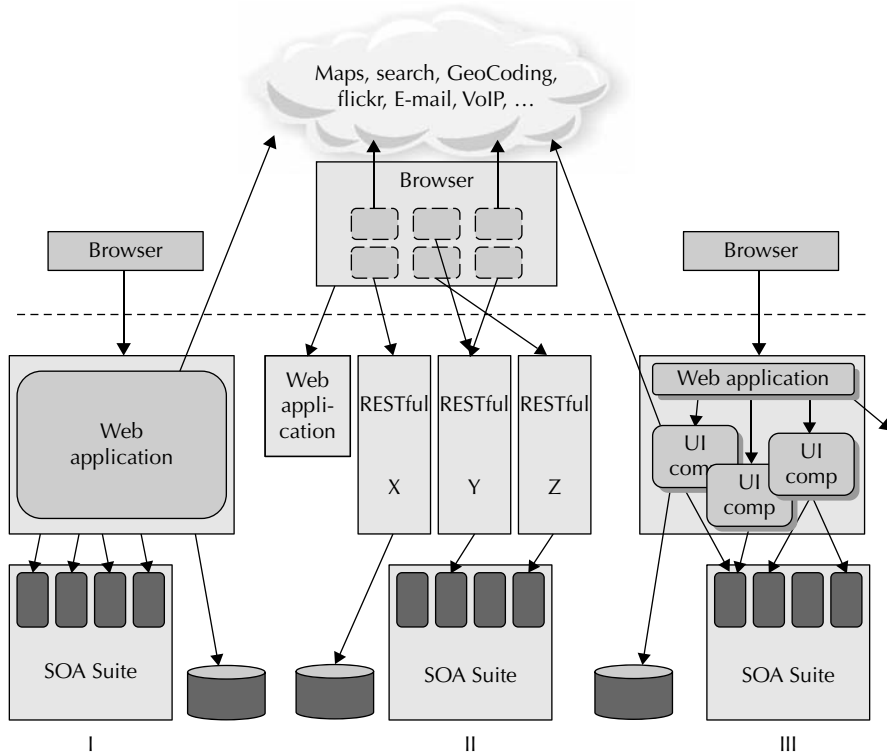 Maps, search, GeoCoding,
flickr, E-mail, VoIP, ...
Browser
Browser
Browser
Web
application
Web
appli-
cation
RESTful
X
RESTful
Y
RESTful
Z
Web application
UI
comp
UI
comp
UI
comp
SOA Suite
SOA Suite
SOA Suite
I
II
III